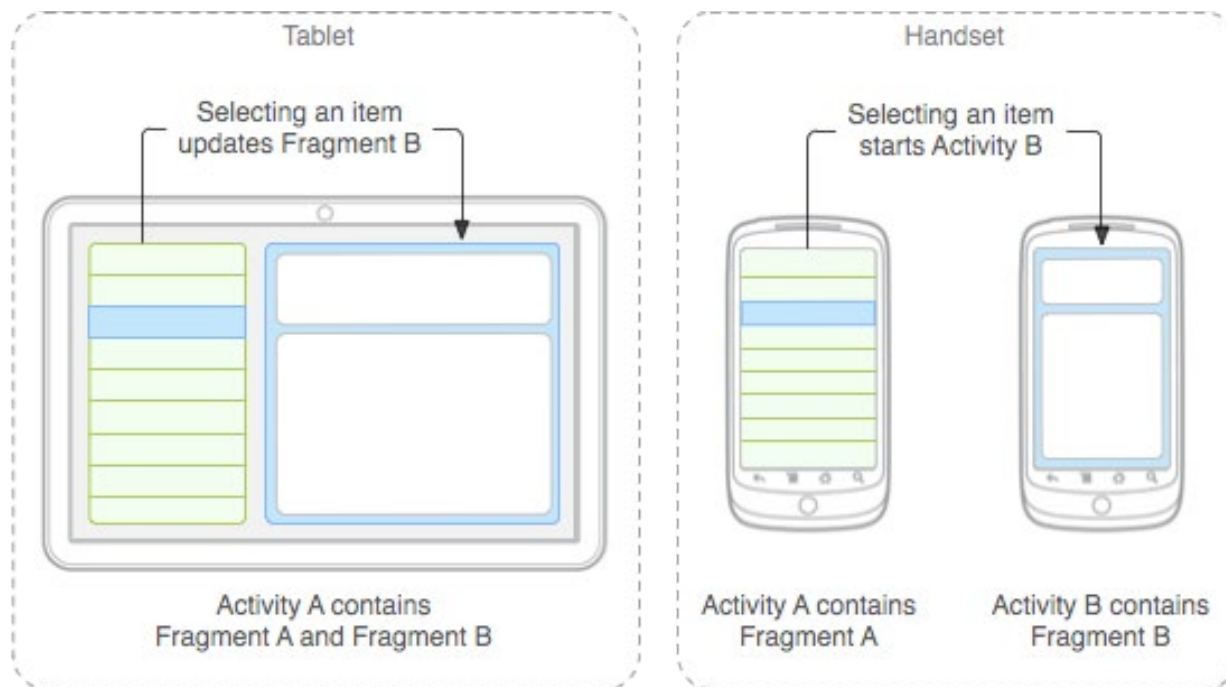 Tablet
Selecting an item
updates Fragment B
Activity A contains
Fragment A and Fragment B
Handset
Selecting an item
starts Activity B
Activity A contains
Fragment A
Activity B contains
Fragment B